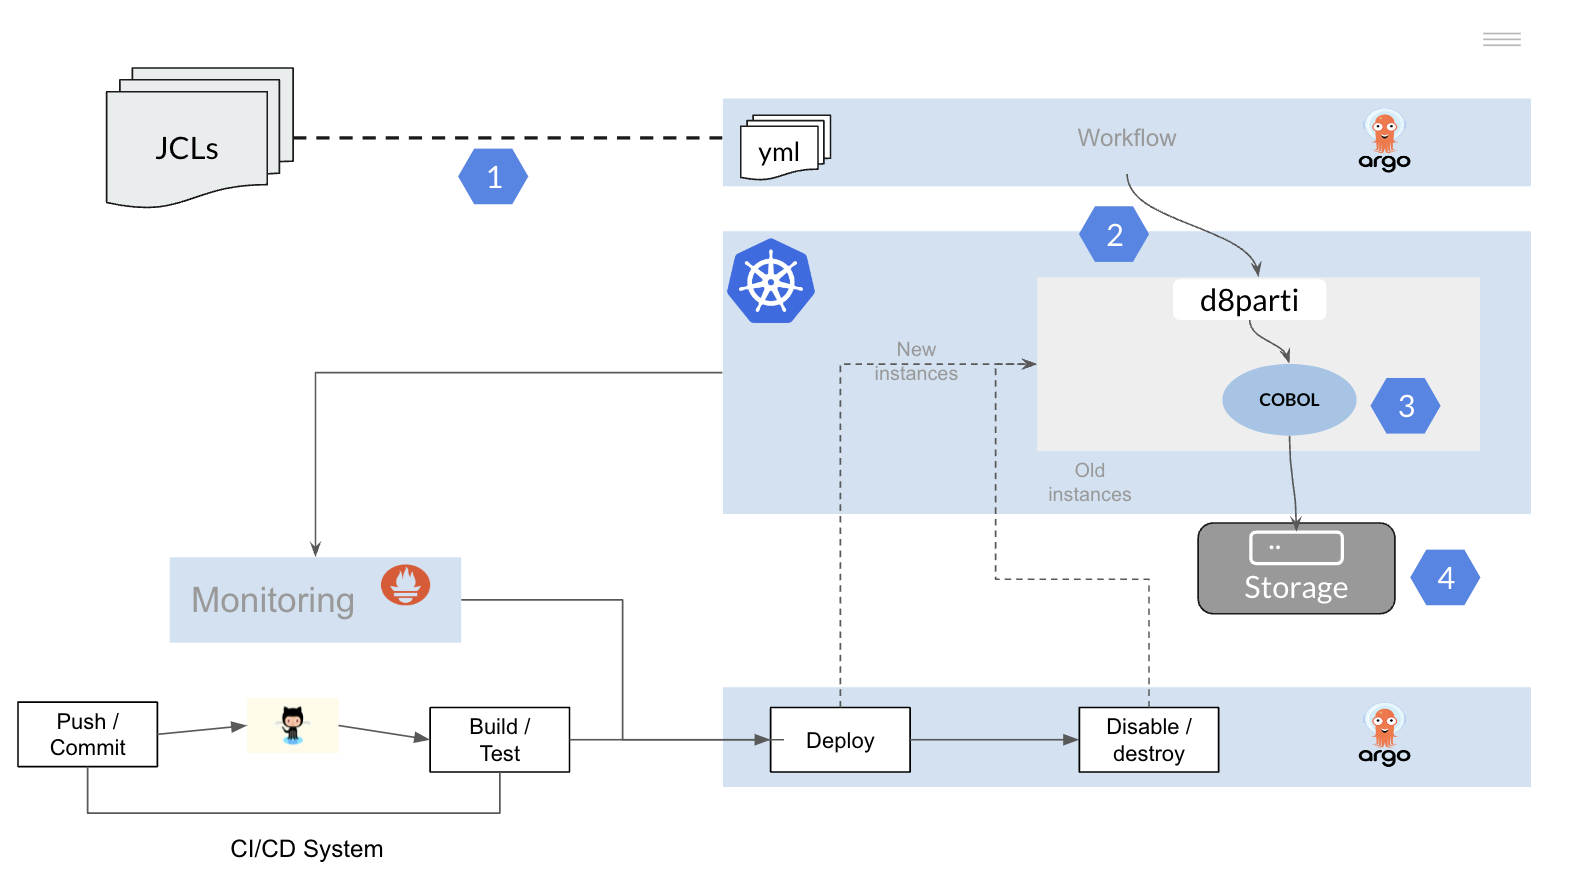 JCLs
1
yml
Workflow
argo
2
d8parti
New
instances
COBOL
3
Old
instances
Storage
4
Monitoring
Push /
Commit
Build /
Test
Deploy
Disable /
destroy
argo
CI/CD System